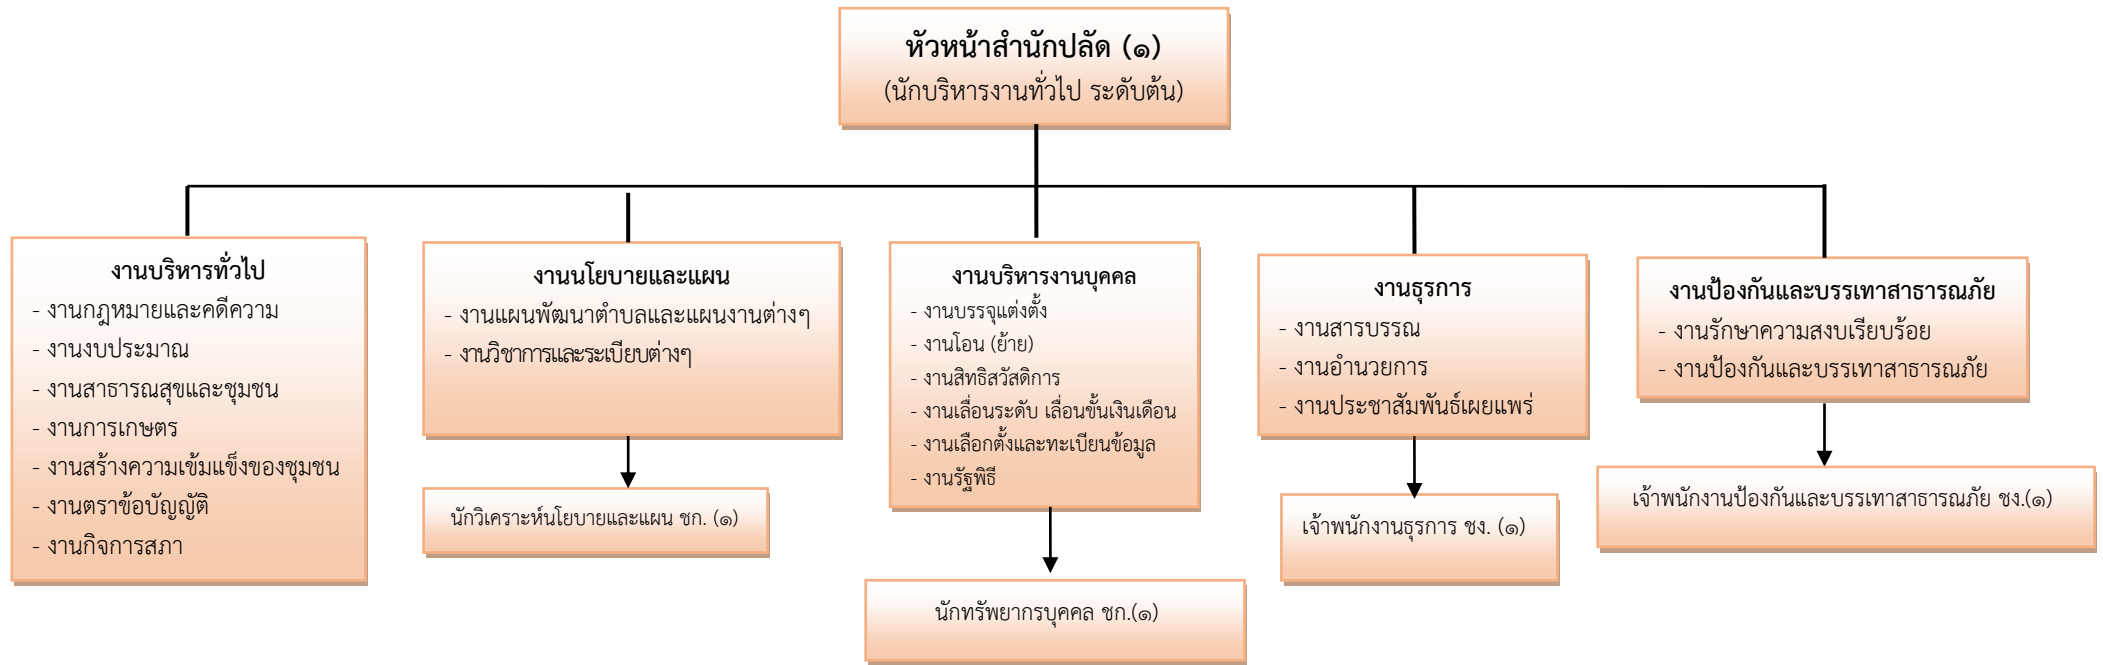 หัวหน้าสำนักปลัด (๑)
(นักบริหารงานทั่วไป ระดับต้น)
งานบริหารทั่วไป
- งานกฎหมายและคดีความ
- งานงบประมาณ
- งานสาธารณสุขและชุมชน
- งานการเกษตร
- งานสร้างความเข้มแข็งของชุมชน
- งานตราข้อบัญญัติ
- งานกิจการสภา
งานนโยบายและแผน
- งานแผนพัฒนาตำบลและแผนงานต่างๆ
- งานวิชาการและระเบียบต่างๆ
นักวิเคราะห์นโยบายและแผน ชก. (๑)
งานบริหารงานบุคคล
- งานบรรจุแต่งตั้ง
- งานโอน (ย้าย)
- งานสิทธิสวัสดิการ
- งานเลื่อนระดับ เลื่อนขั้นเงินเดือน
- งานเลือกตั้งและทะเบียนข้อมูล
- งานรัฐพิธี
นักทรัพยากรบุคคล ชก.(๑)
งานธุรการ
- งานสารบรรณ
- งานอำนวยการ
- งานประชาสัมพันธ์เผยแพร่
เจ้าพนักงานธุรการ ชง. (๑)
งานป้องกันและบรรเทาสาธารณภัย
- งานรักษาความสงบเรียบร้อย
- งานป้องกันและบรรเทาสาธารณภัย
เจ้าพนักงานป้องกันและบรรเทาสาธารณภัย ชง.(๑)